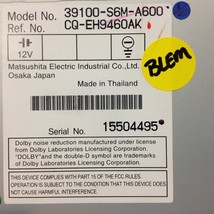 Model No. 39100-S6M-A600
Ref. No. CQ-EH9460AK
12V
BLEM
Matsushita Electric Industrial Co., Ltd.
Osaka Japan
Made in Thailand
Serial No. 15504495
Dolby noise reduction manufactured under license
from Dolby Laboratories Licensing Corporation.
"DOLBY" and the double-D symbol are trademarks
of Dolby Laboratories Licensing Corporation.
THIS DEVICE COMPLIES WITH PART 15 OF THE FCC RULES.
OPERATION IS SUBJECT TO THE CONDITION THAT THIS
DEVICE DOES NOT CAUSE HARMFUL INTERFERENCE.